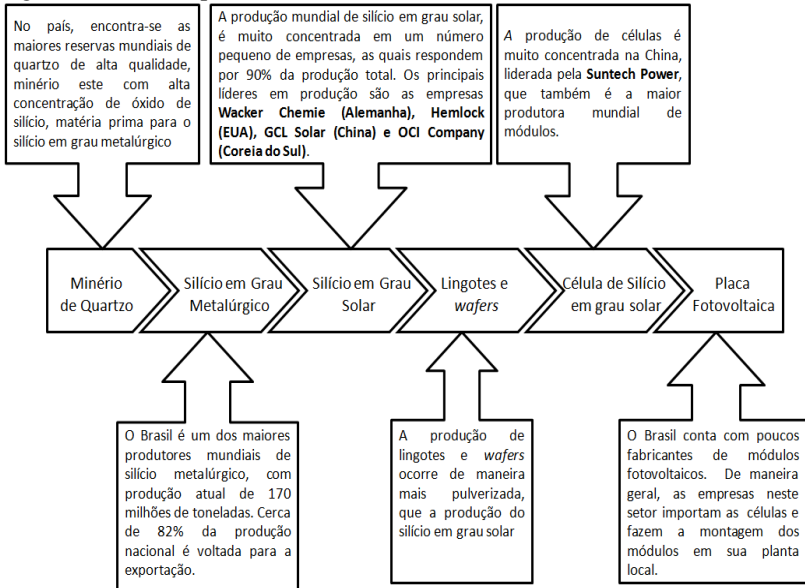 No país, encontra-se as
maiores reservas mundiais de
quartzo de alta qualidade,
minério este com alta
concentração de óxido de
silício, matéria prima para o
silício em grau metalúrgico
A produção mundial de silício em grau solar,
é muito concentrada em um número
pequeno de empresas, as quais respondem
por 90% da produção total. Os principais
líderes em produção são as empresas
Wacker Chemie (Alemanha), Hemlock
(EUA), GCL Solar (China) e OCI Company
(Coreia do Sul).
A produção de células é
muito concentrada na China,
liderada pela Suntech Power,
que também é a maior
produtora mundial de
módulos.
Minério
de Quartzo
Silício em Grau
Metalúrgico
Silício em Grau
Solar
Lingotes e
wafers
Célula de Silício
em grau solar
Placa
Fotovoltaica
O Brasil é um dos maiores
produtores mundiais de
silício metalúrgico, com
produção atual de 170
milhões de toneladas. Cerca
de 82% da produção
nacional é voltada para a
exportação.
A produção de
lingotes e wafers
ocorre de maneira
mais pulverizada,
que a produção do
silício em grau solar
O Brasil conta com poucos
fabricantes de módulos
fotovoltaicos. De maneira
geral, as empresas neste
setor importam as células e
fazem a montagem dos
módulos em sua planta
local.